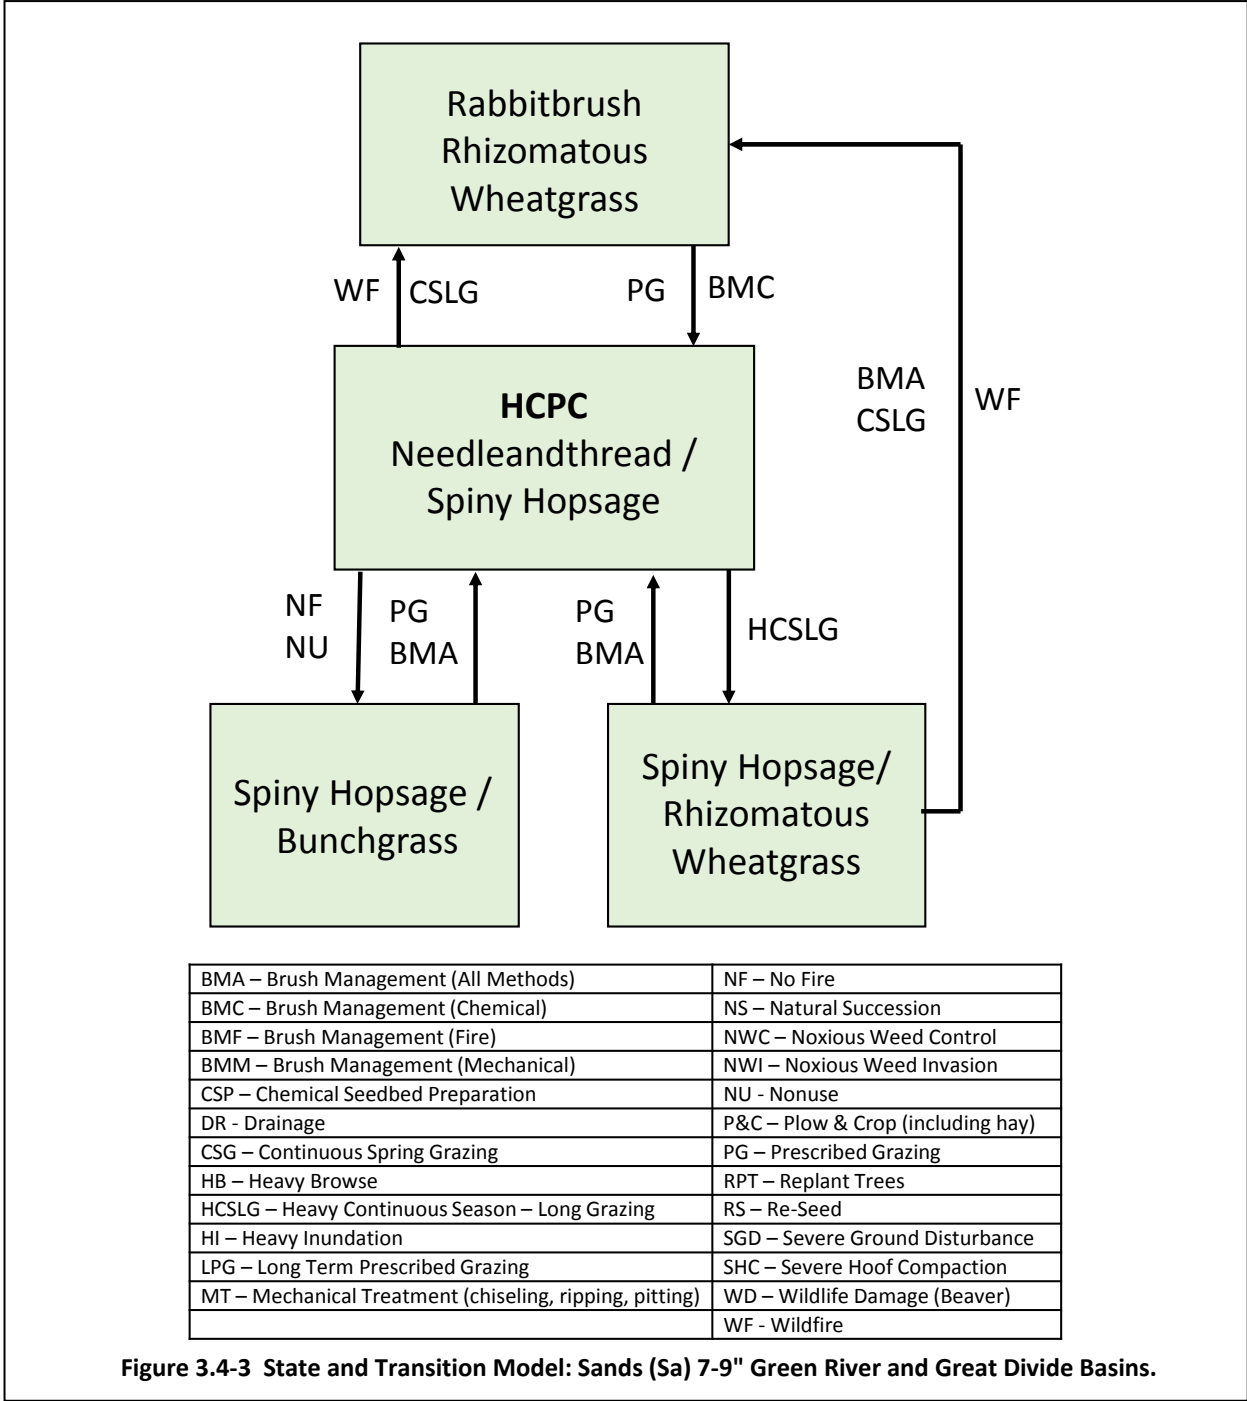 Rabbitbrush
Rhizomatous
Wheatgrass
WF CSLG
PG BMC
HCPC
Needleandthread /
Spiny Hopsage
BMA
CSLG
WF
NF
NU
PG
BMA
PG
BMA
HCSLG
Spiny Hopsage /
Bunchgrass
Spiny Hopsage/
Rhizomatous
Wheatgrass
BMA – Brush Management (All Methods) NF – No Fire
BMC – Brush Management (Chemical) NS – Natural Succession
BMF – Brush Management (Fire) NWC – Noxious Weed Control
BMM – Brush Management (Mechanical) NWI – Noxious Weed Invasion
CSP – Chemical Seedbed Preparation NU - Nonuse
DR - Drainage P&C – Plow & Crop (including hay)
CSG – Continuous Spring Grazing PG – Prescribed Grazing
HB – Heavy Browse RPT – Replant Trees
HCSLG – Heavy Continuous Season – Long Grazing RS – Re-Seed
HI – Heavy Inundation SGD – Severe Ground Disturbance
LPG – Long Term Prescribed Grazing SHC – Severe Hoof Compaction
MT – Mechanical Treatment (chiseling, ripping, pitting) WD – Wildlife Damage (Beaver)
WF - Wildfire
Figure 3.4-3 State and Transition Model: Sands (Sa) 7-9" Green River and Great Divide Basins.